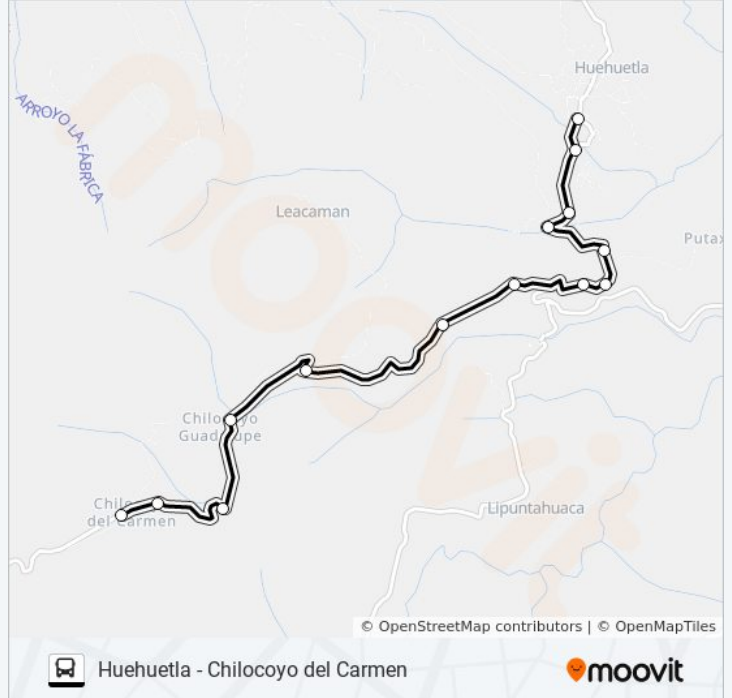 Huehuetla
ARROYO LA FÁBRICA
Leacaman
Putax
Chilocoyo
Guadalupe
Chilo
del Carmen
Lipuntahuaca
moovit
© OpenStreetMap contributors | © OpenMapTiles
Huehuetla - Chilocoyo del Carmen
moovit